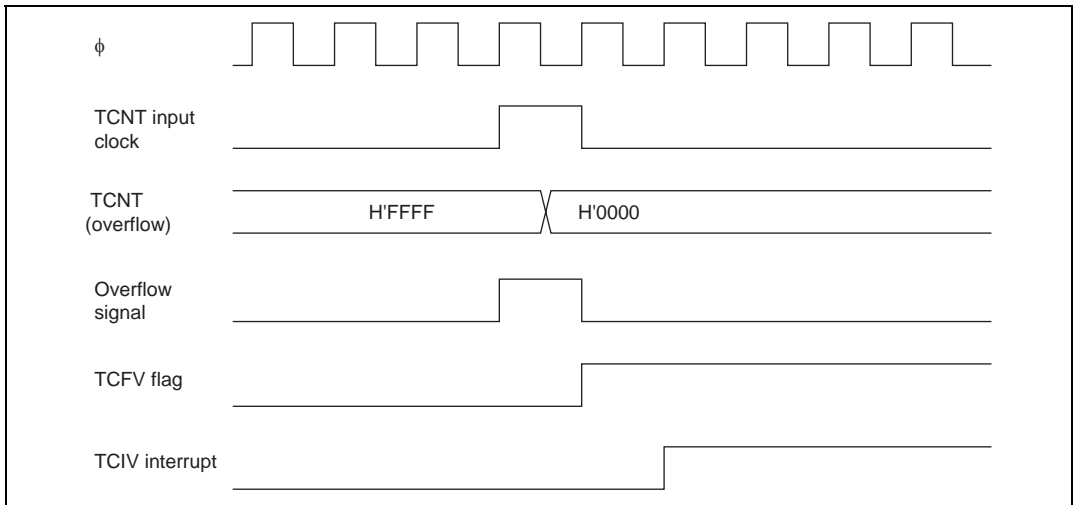 ϕ
TCNT input
clock
TCNT
(overflow)
H'FFFF
H'0000
Overflow
signal
TCFV flag
TCIV interrupt